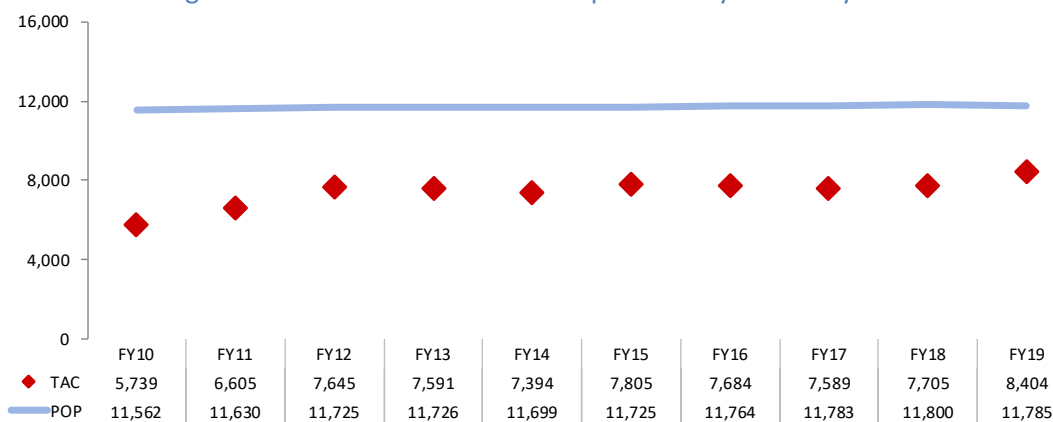 16,000
12,000
8,000
4,000
0
FY10 FY11 FY12 FY13 FY14 FY15 FY16 FY17 FY18 FY19
TAC 5,739 6,605 7,645 7,591 7,394 7,805 7,684 7,589 7,705 8,404
POP 11,562 11,630 11,725 11,726 11,699 11,725 11,764 11,783 11,800 11,785